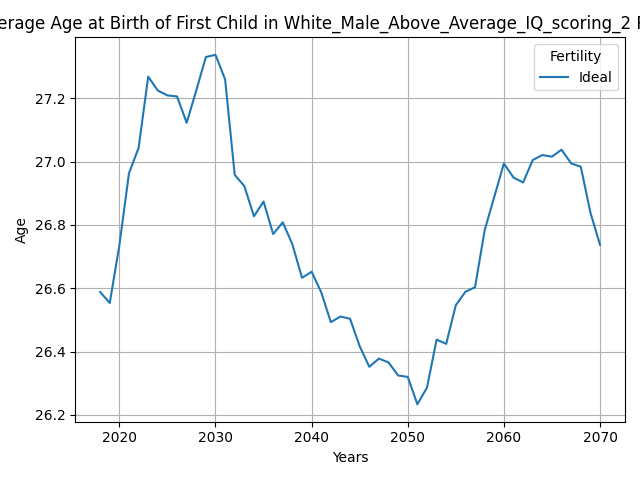 Average Age at Birth of First Child in White_Male_Above_Average_IQ_scoring_2
Fertility
Ideal
27.2
27.0
26.8
26.6
26.4
26.2
Age
2020 2030 2040 2050 2060 2070
Years